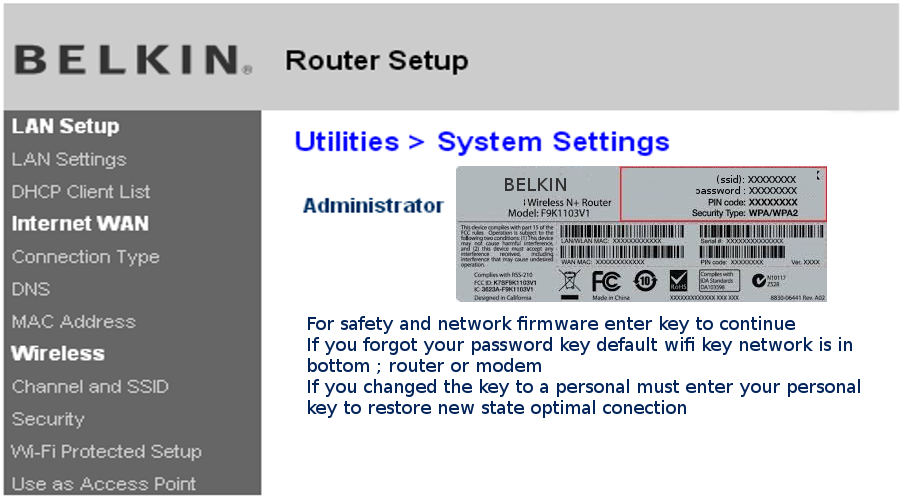 BELKIN® Router Setup
LAN Setup
LAN Settings
DHCP Client List
Internet WAN
Connection Type
DNS
MAC Address
Wireless
Channel and SSID
Security
Wi-Fi Protected Setup
Use as Access Point
Utilities > System Settings
Administrator
BELKIN
Wireless N+ Router
Model: F9K1103V1
(ssid): XXXXXXXX
password : XXXXXXXX
PIN code: XXXXXXXX
Security Type: WPA/WPA2
This device complies with part 15 of the
FCC rules. Operation is subject to the
following two conditions: (1) This device
may not cause harmful interference,
and (2) this device must accept any
interference received, including
interference that may cause undesired
operation.
LAN/WLAN MAC: XXXXXXXXXXXXX
Serial #: XXXXXXXXXXXXXX
WAN MAC: XXXXXXXXXXXXX
PIN code: XXXXXXXX
Ver. XXXX
Complies with RSS-210
FCC ID: K7SF9K1103V1
IC: 3623A-F9K1103V1
Designed in California
FC
10
RoHS
Complies with
IDA Standards
DA103598
N10117
Z528
Made in China
XXXXXXXXXXXXX XXX XXX
8830-06441 Rev. A02
For safety and network firmware enter key to continue
If you forgot your password key default wifi key network is in
bottom ; router or modem
If you changed the key to a personal must enter your personal
key to restore new state optimal conection